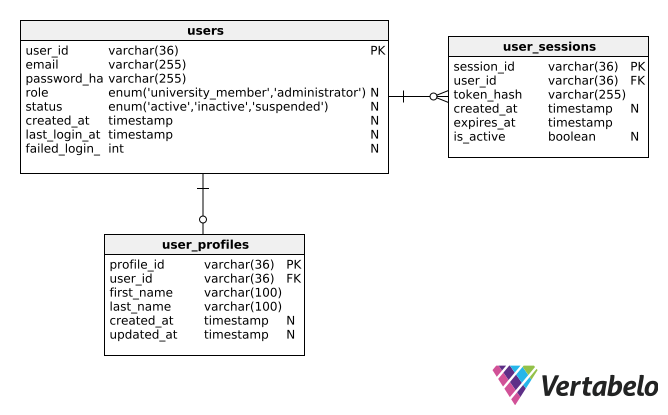 users
user_id varchar(36) PK
email varchar(255)
password_ha varchar(255)
role enum('university_member','administrator') N
status enum('active','inactive','suspended') N
created_at timestamp N
last_login_at timestamp N
failed_login_ int N
user_sessions
session_id varchar(36) PK
user_id varchar(36) FK
token_hash varchar(255)
created_at timestamp N
expires_at timestamp
is_active boolean N
user_profiles
profile_id varchar(36) PK
user_id varchar(36) FK
first_name varchar(100)
last_name varchar(100)
created_at timestamp N
updated_at timestamp N
Vertabelo